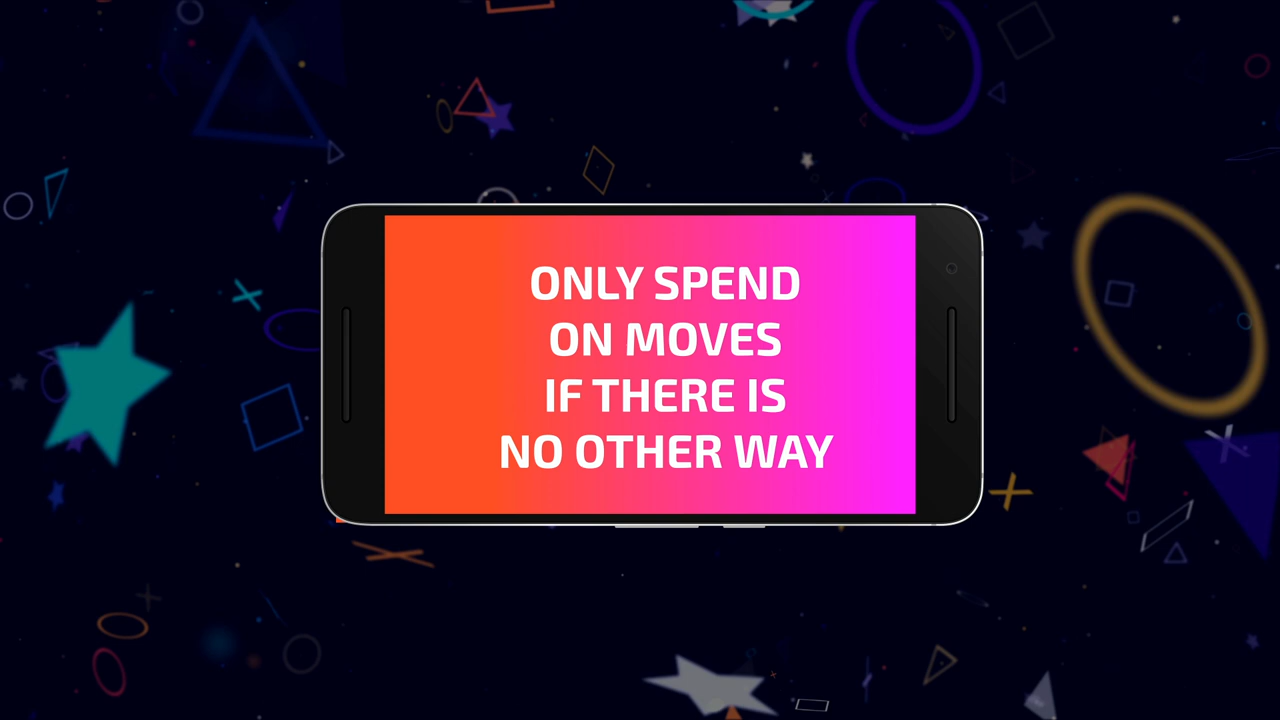 ONLY SPEND
ON MOVES
IF THERE IS
NO OTHER WAY